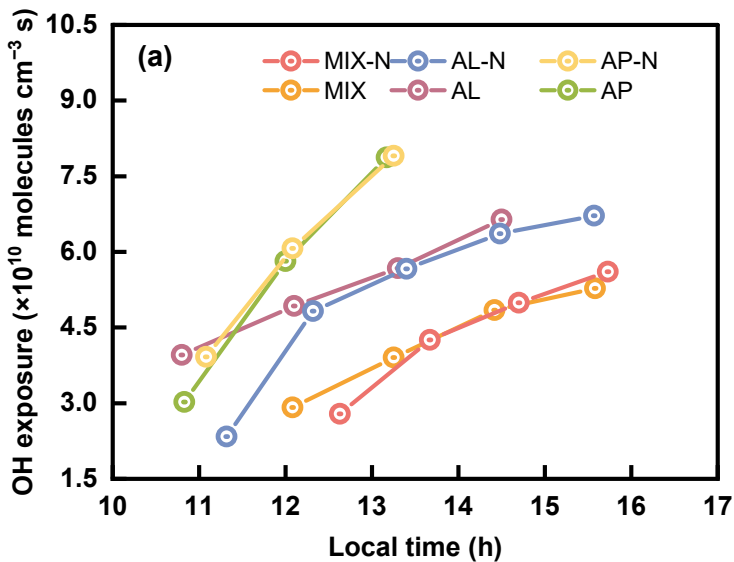 OH exposure (×10¹⁰ molecules cm⁻³ s)
10.5
9.0
7.5
6.0
4.5
3.0
1.5
(a)
MIX-N AL-N AP-N
MIX AL AP
10 11 12 13 14 15 16 17
Local time (h)